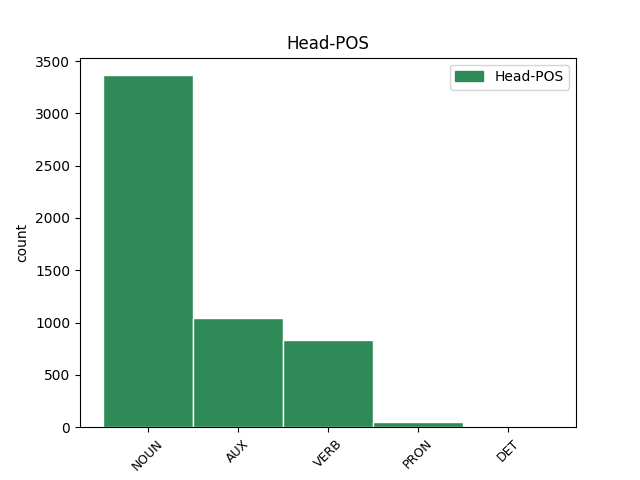 Head-POS
Head-POS
3500
3000
2500
2000
1500
1000
500
0
count
NOUN
AUX
VERB
PRON
DET